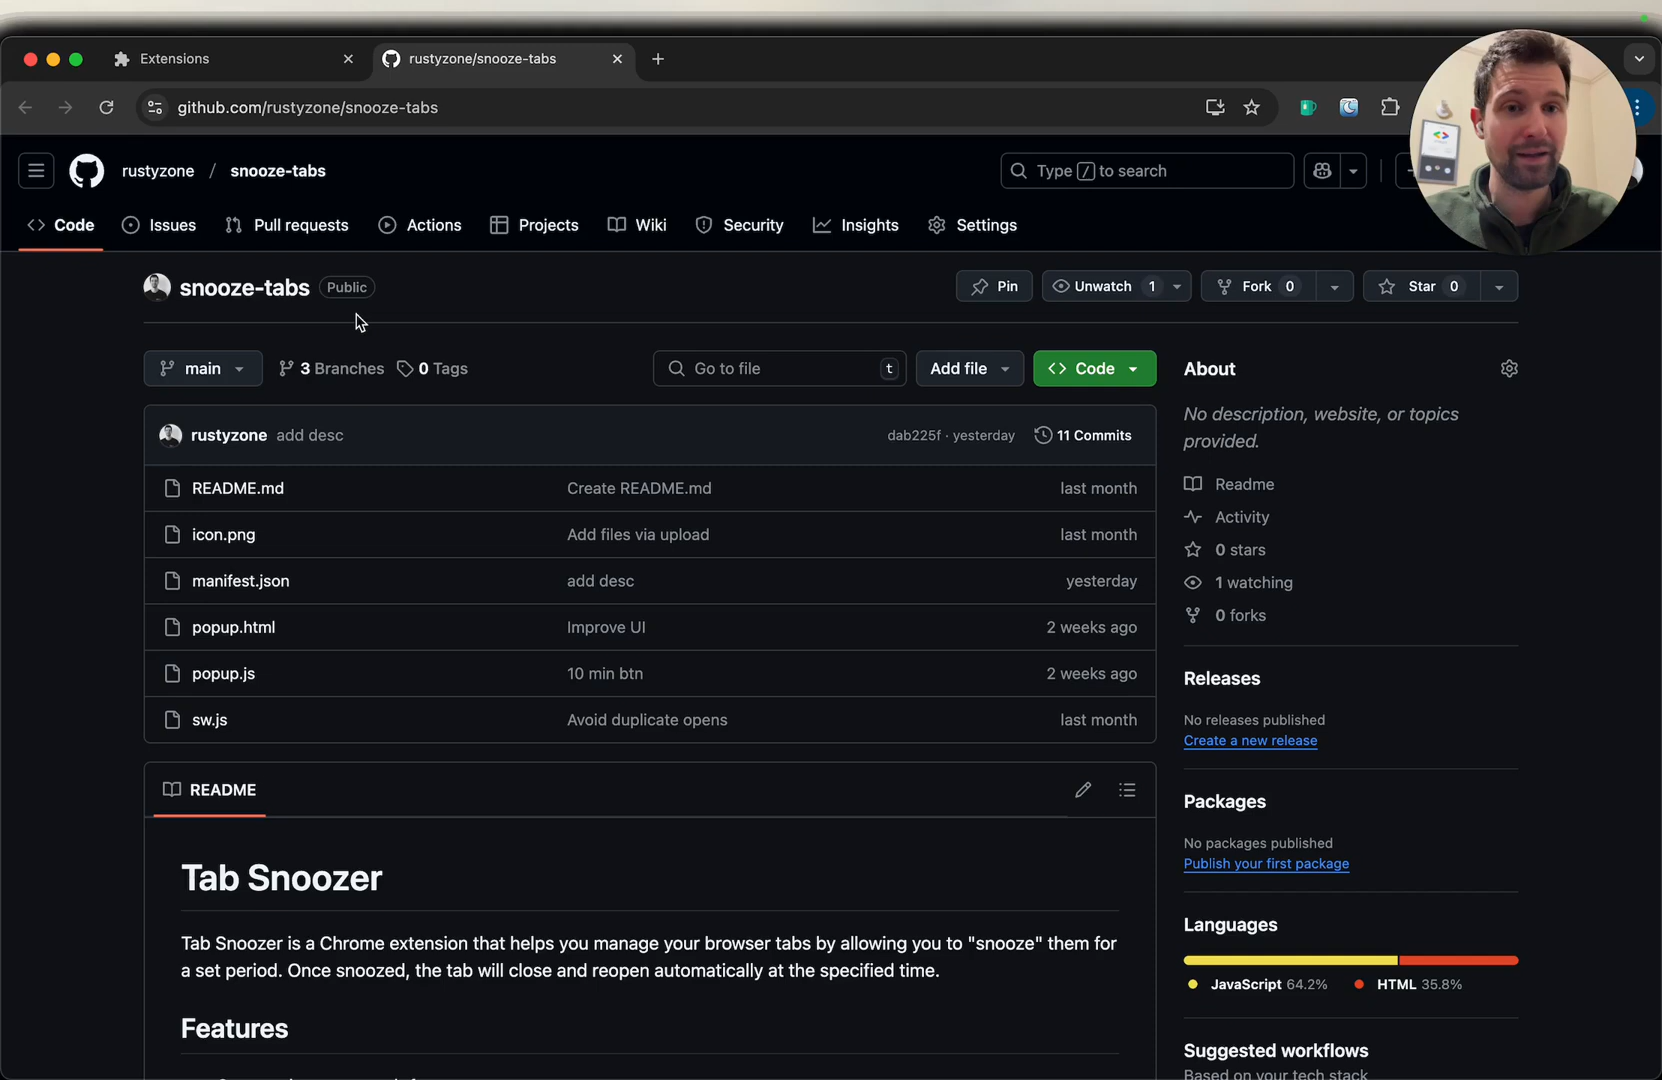 Extensions
rustyzone/snooze-tabs
github.com/rustyzone/snooze-tabs
rustyzone / snooze-tabs
Type / to search
Code
Issues
Pull requests
Actions
Projects
Wiki
Security
Insights
Settings
snooze-tabs Public
Pin
Unwatch 1
Fork 0
Star 0
main
3 Branches
0 Tags
Go to file t
Add file
Code
rustyzone add desc dab225f · yesterday 11 Commits
README.md Create README.md last month
icon.png Add files via upload last month
manifest.json add desc yesterday
popup.html Improve UI 2 weeks ago
popup.js 10 min btn 2 weeks ago
sw.js Avoid duplicate opens last month
README
Tab Snoozer
Tab Snoozer is a Chrome extension that helps you manage your browser tabs by allowing you to "snooze" them for
a set period. Once snoozed, the tab will close and reopen automatically at the specified time.
Features
About
No description, website, or topics
provided.
Readme
Activity
0 stars
1 watching
0 forks
Releases
No releases published
Create a new release
Packages
No packages published
Publish your first package
Languages
JavaScript 64.2% HTML 35.8%
Suggested workflows
Based on your tech stack